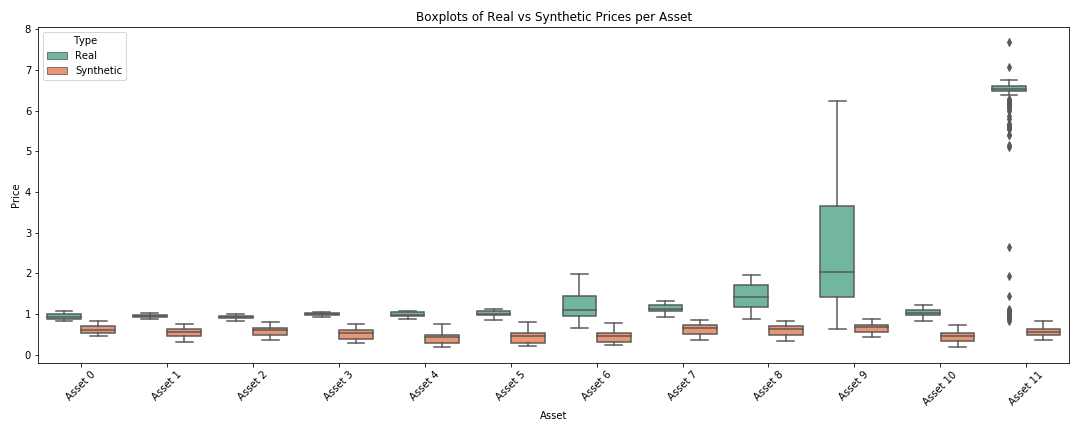 Boxplots of Real vs Synthetic Prices per Asset
Type
Real
Synthetic
Price
8
7
6
5
4
3
2
1
0
Asset 0
Asset 1
Asset 2
Asset 3
Asset 4
Asset 5
Asset 6
Asset 7
Asset 8
Asset 9
Asset 10
Asset 11
Asset